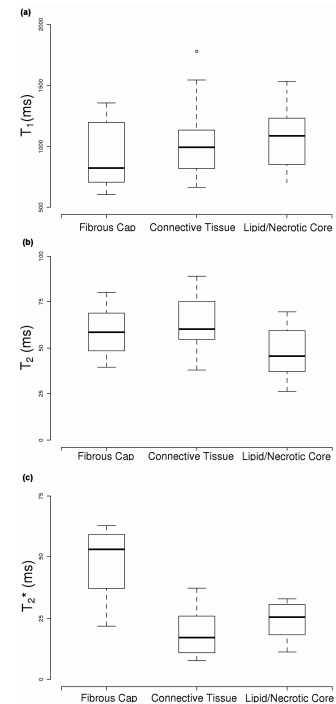 (a)
2000
1500
1000
500
T1(ms)
Fibrous Cap Connective Tissue Lipid/Necrotic Core
(b)
100
75
50
25
0
T2 (ms)
Fibrous Cap Connective Tissue Lipid/Necrotic Core
(c)
75
50
25
0
T2* (ms)
Fibrous Cap Connective Tissue Lipid/Necrotic Core